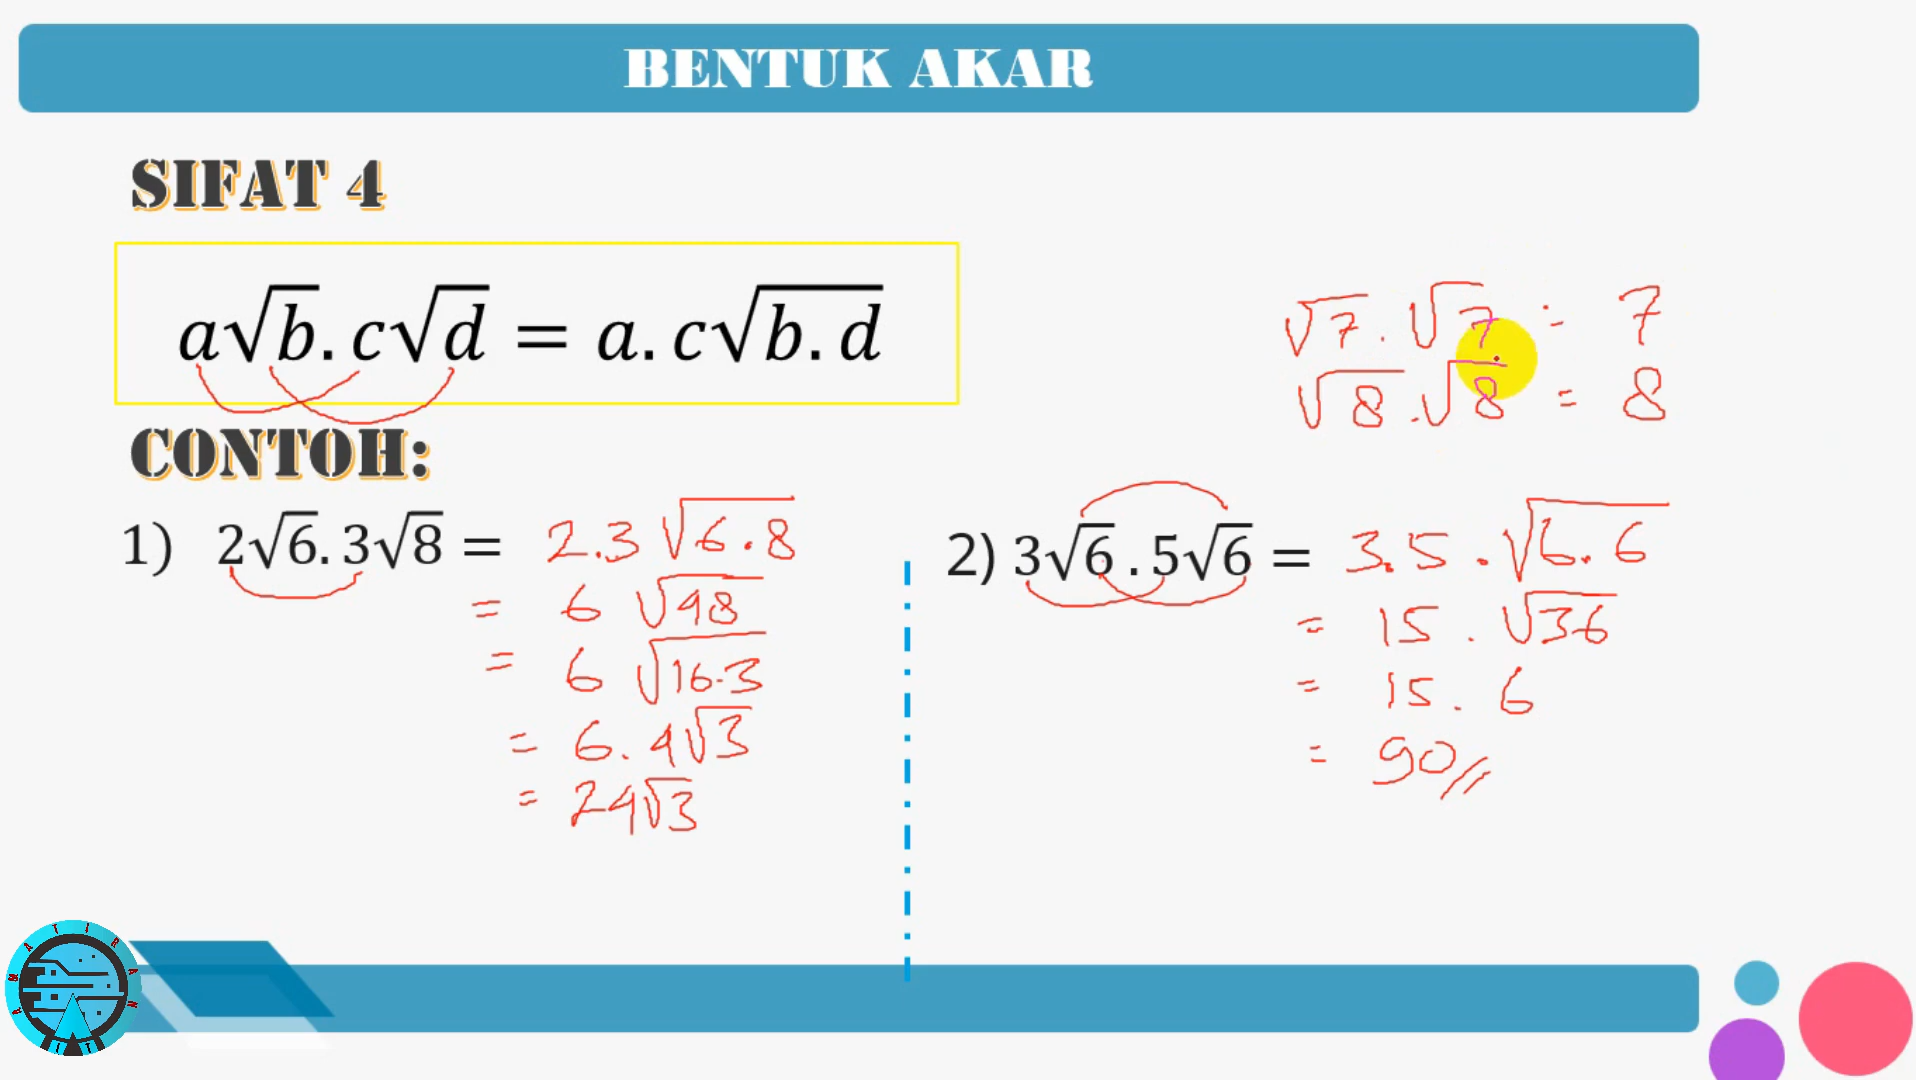 BENTUK AKAR
SIFAT 4
a√b. c√d = a. c√b. d
√7 . √7 = 7
√8 . √8 = 8
CONTOH:
1) 2√6. 3√8 = 2.3 √6.8
= 6 √48
= 6 √16.3
= 6. 4√3
= 24√3
2) 3√6 . 5√6 = 3.5 . √6.6
= 15 . √36
= 15 . 6
= 90//